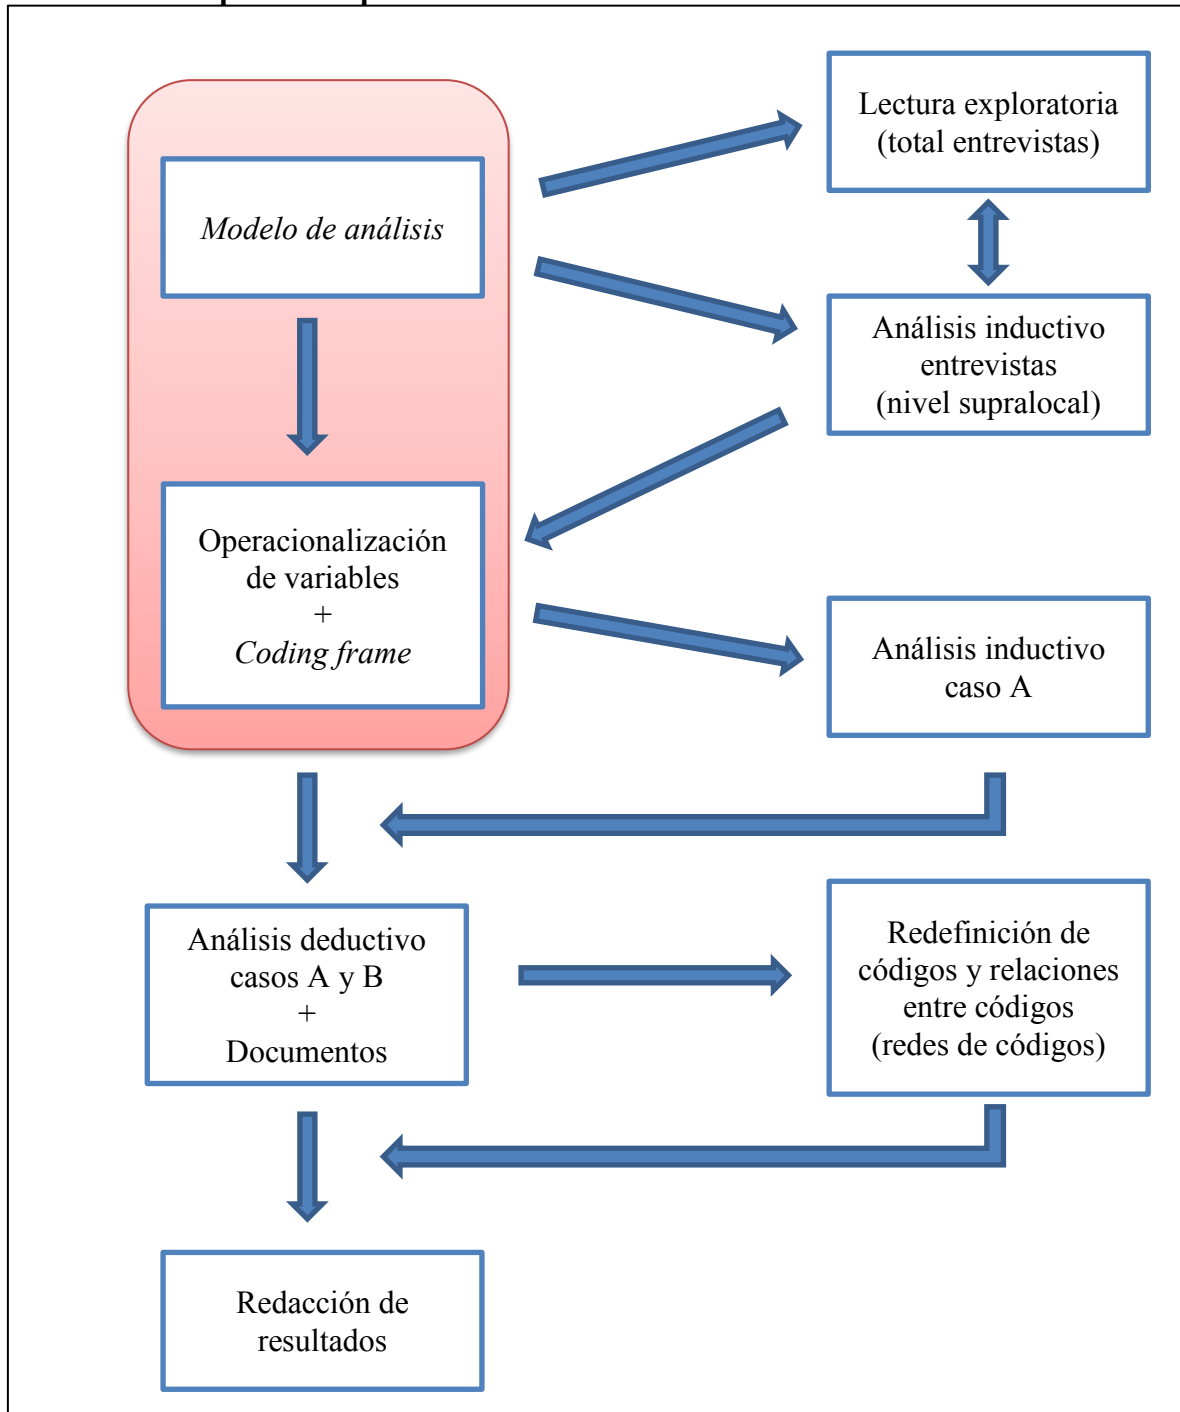 Modelo de análisis
Lectura exploratoria
(total entrevistas)
Análisis inductivo
entrevistas
(nivel supralocal)
Operacionalización
de variables
+
Coding frame
Análisis inductivo
caso A
Análisis deductivo
casos A y B
+
Documentos
Redefinición de
códigos y relaciones
entre códigos
(redes de códigos)
Redacción de
resultados